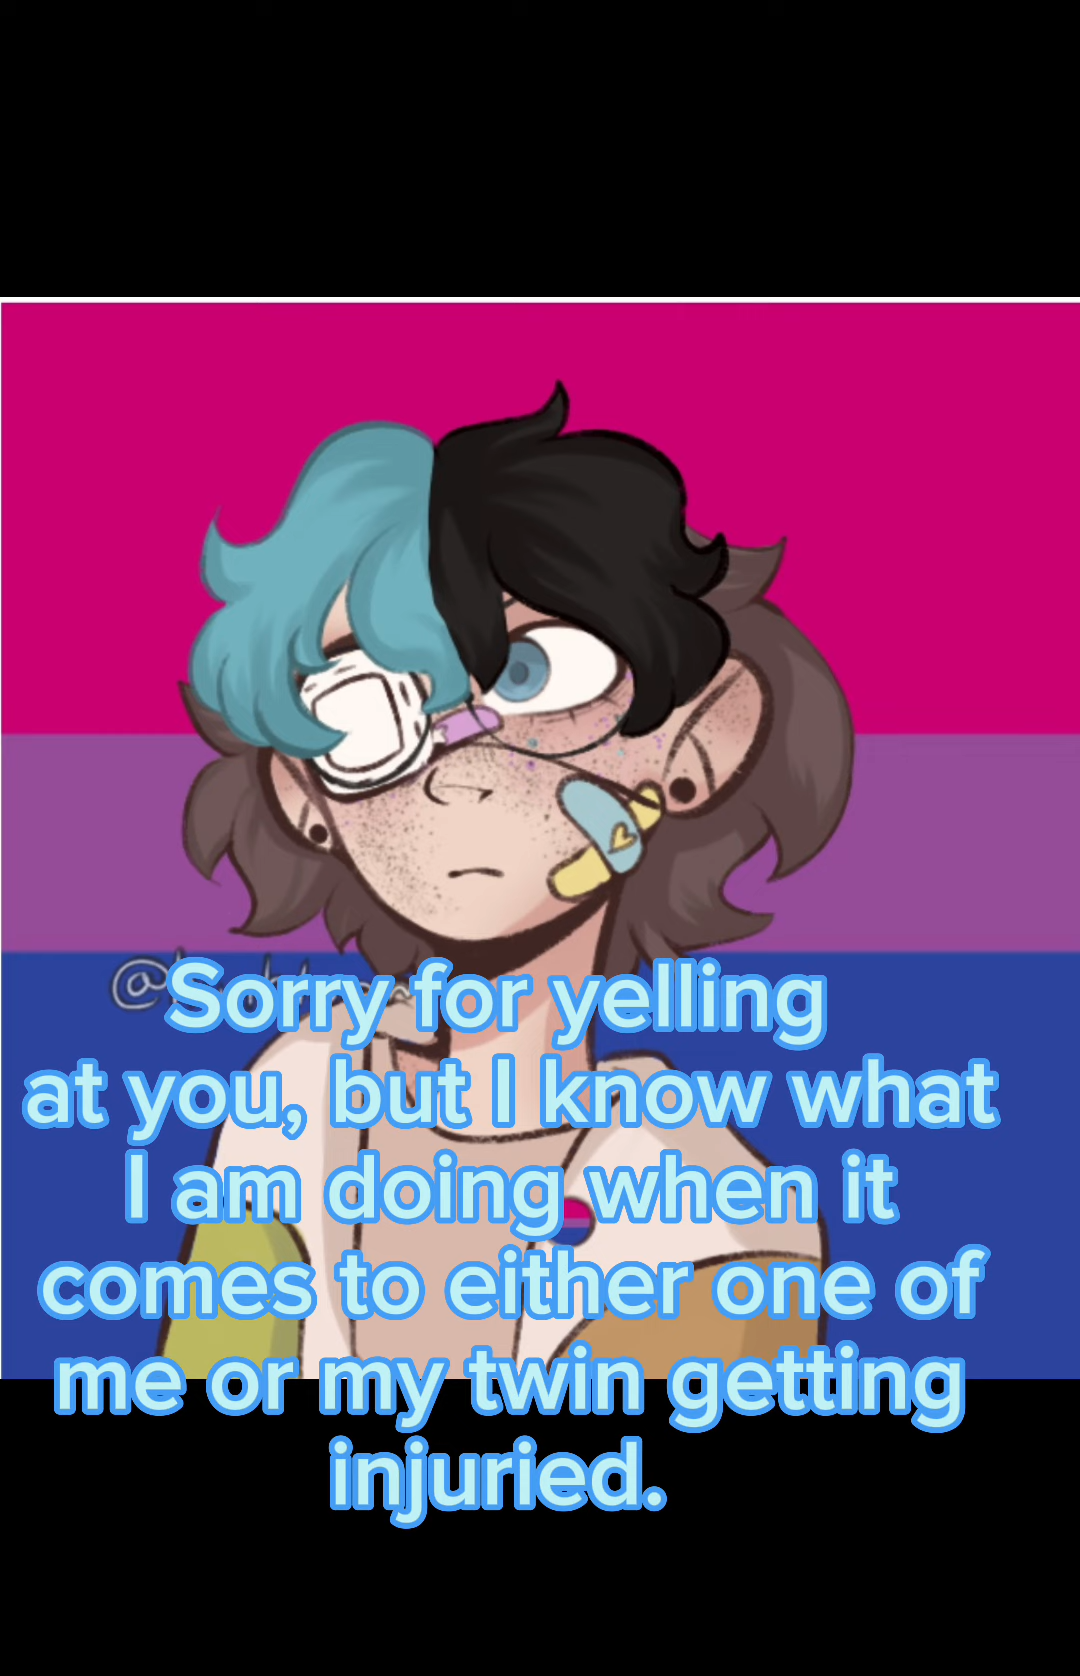 Sorry for yelling
at you, but I know what
I am doing when it
comes to either one of
me or my twin getting
injuried.